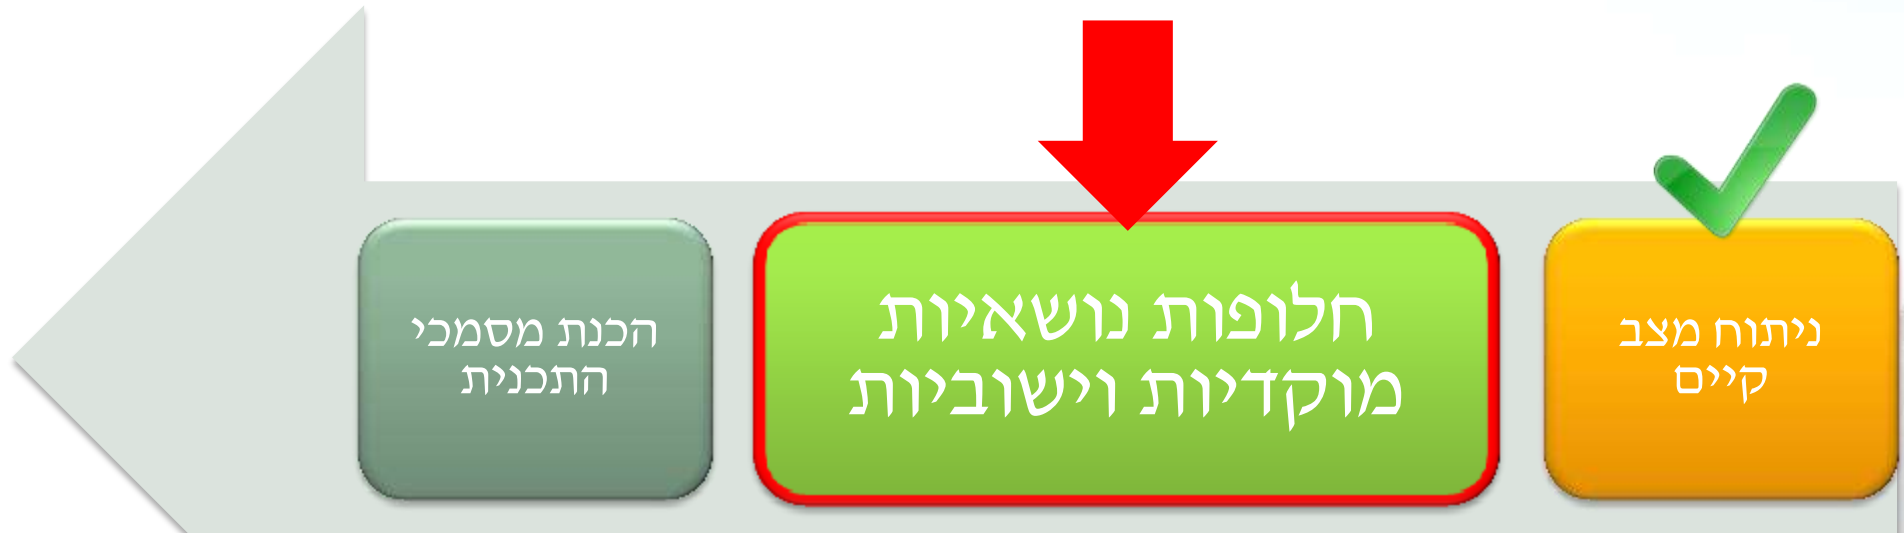 ניתוח מצב
קיים
חלופות נושאיות
מוקדיות וישוביות
הכנת מסמכי
התכנית